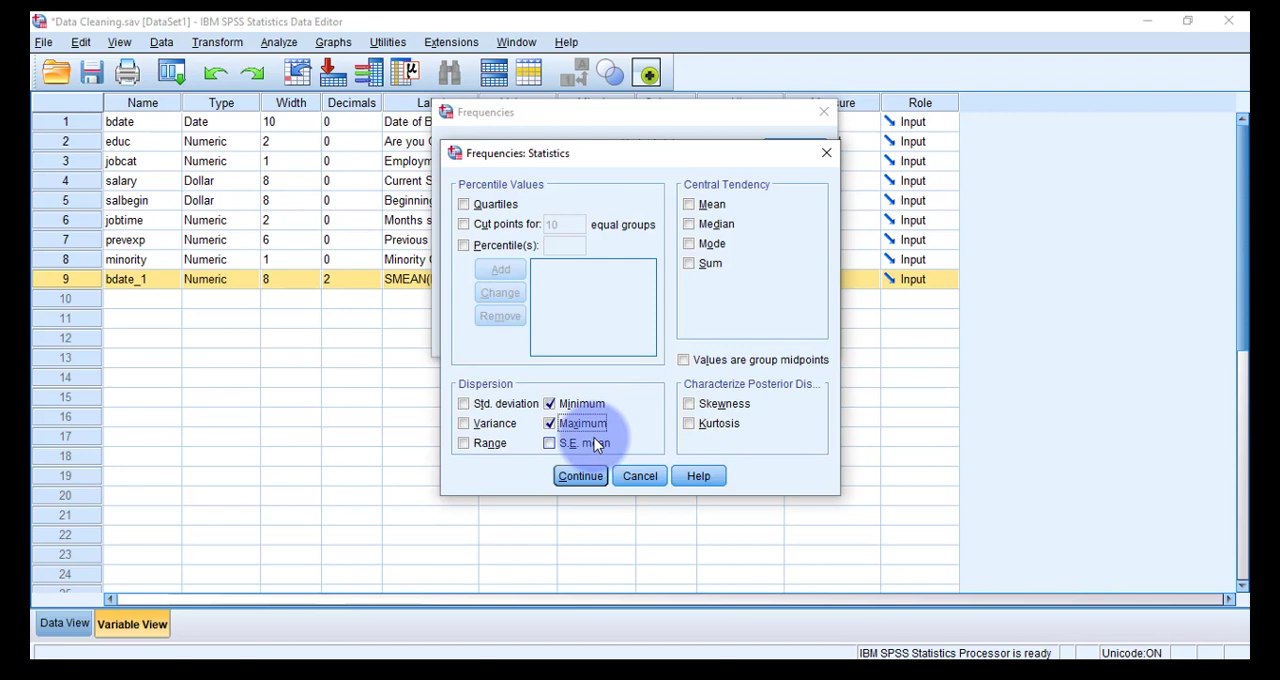 *Data Cleaning.sav [DataSet1] - IBM SPSS Statistics Data Editor
File Edit View Data Transform Analyze Graphs Utilities Extensions Window Help
Name Type Width Decimals Role
1 bdate Date 10 0 Date of B Input
2 educ Numeric 2 0 Are you Input
3 jobcat Numeric 1 0 Employm Input
4 salary Dollar 8 0 Current S Input
5 salbegin Dollar 8 0 Beginning Input
6 jobtime Numeric 2 0 Months s Input
7 prevexp Numeric 6 0 Previous Input
8 minority Numeric 1 0 Minority Input
9 bdate_1 Numeric 8 2 SMEAN( Input
10
11
12
13
14
15
16
17
18
19
20
21
22
23
24
Frequencies
Frequencies: Statistics
Percentile Values
Quartiles
Cut points for: 10 equal groups
Percentile(s):
Add
Change
Remove
Central Tendency
Mean
Median
Mode
Sum
Values are group midpoints
Dispersion
Std. deviation Minimum
Variance Maximum
Range S.E. mean
Characterize Posterior Dis...
Skewness
Kurtosis
Continue Cancel Help
Data View Variable View
IBM SPSS Statistics Processor is ready Unicode:ON